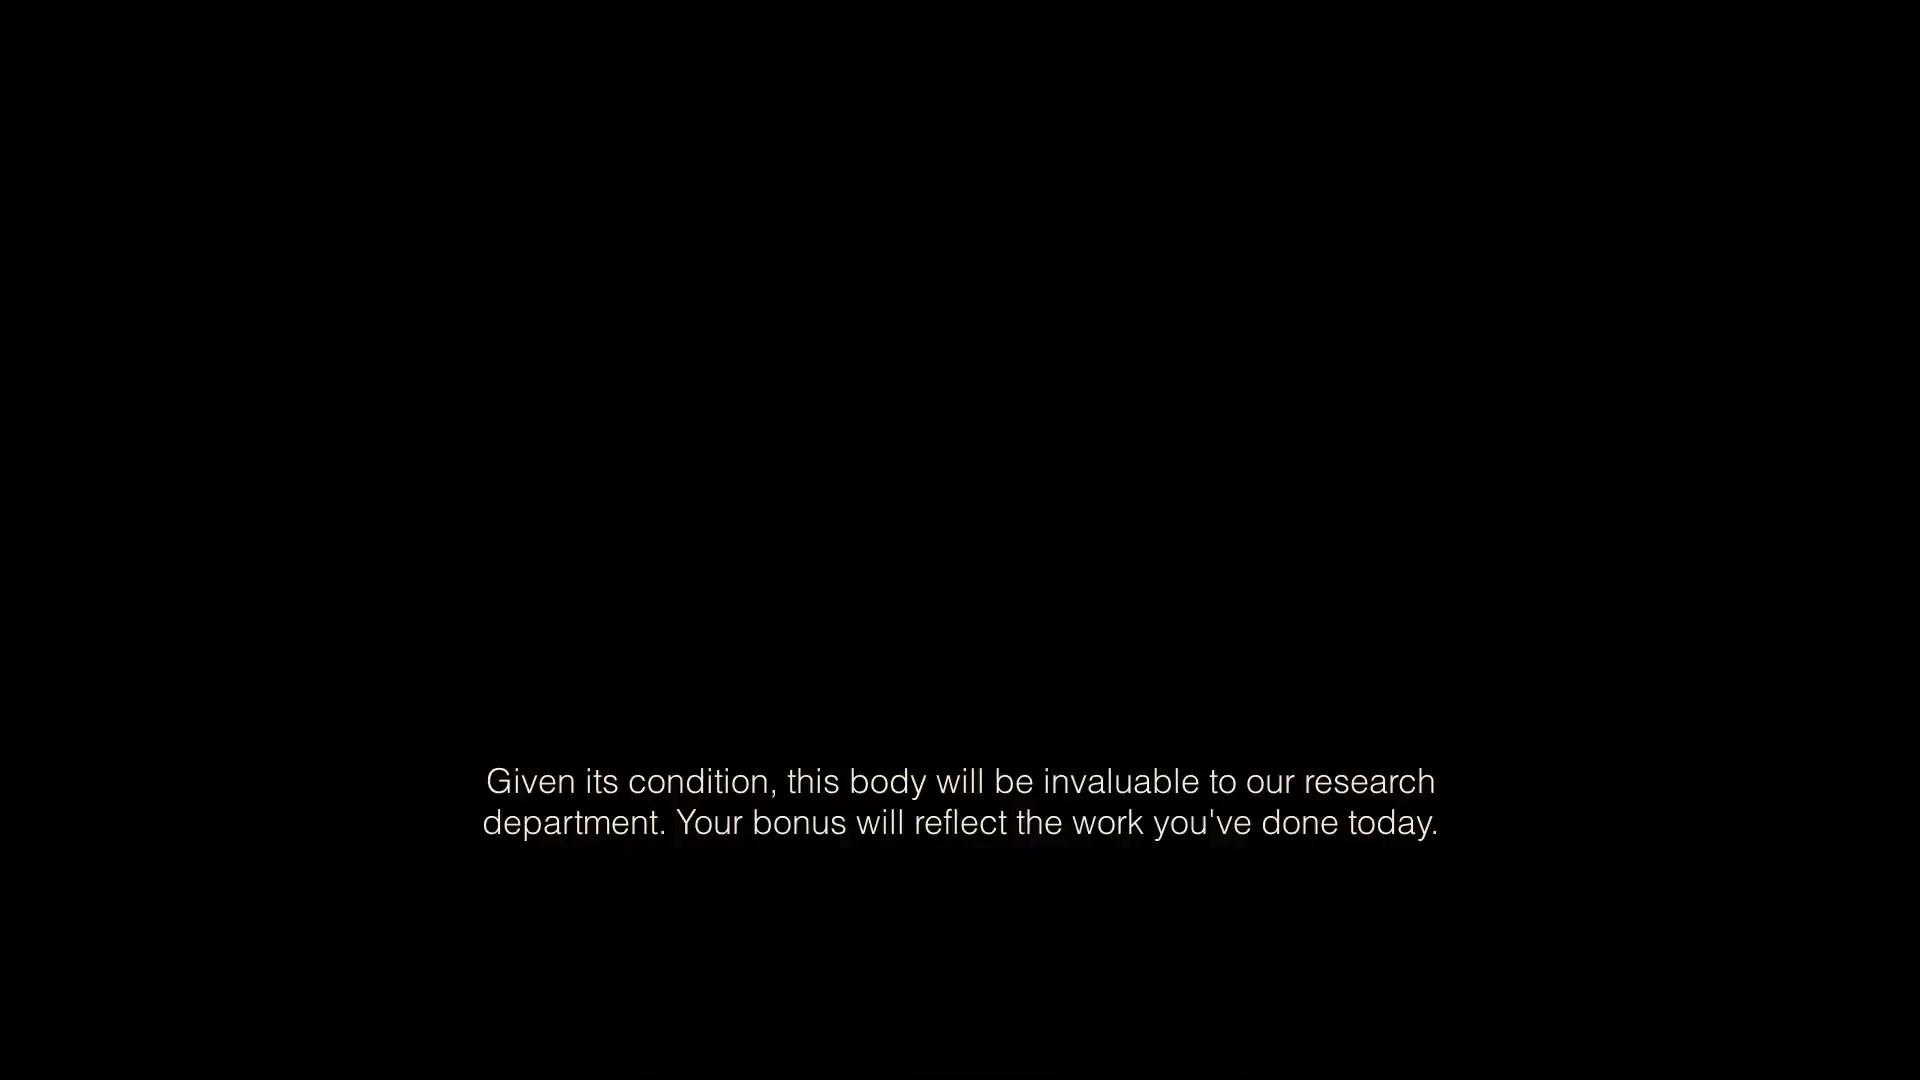 Given its condition, this body will be invaluable to our research
department. Your bonus will reflect the work you've done today.